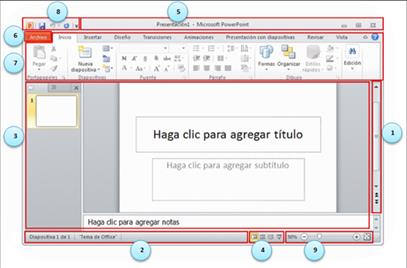 8
5
Presentación1 - Microsoft PowerPoint
6
Archivo Inicio Insertar Diseño Transiciones Animaciones Presentación con diapositivas Revisar Vista
7
Pegar
Nueva diapositiva
Formas Organizar Estilos rápidos
Edición
Portapapeles Diapositivas Fuente Párrafo Dibujo
1
3
1
Haga clic para agregar título
Haga clic para agregar subtítulo
Haga clic para agregar notas
Diapositiva 1 de 1 "Tema de Office" 50%
2
4
9